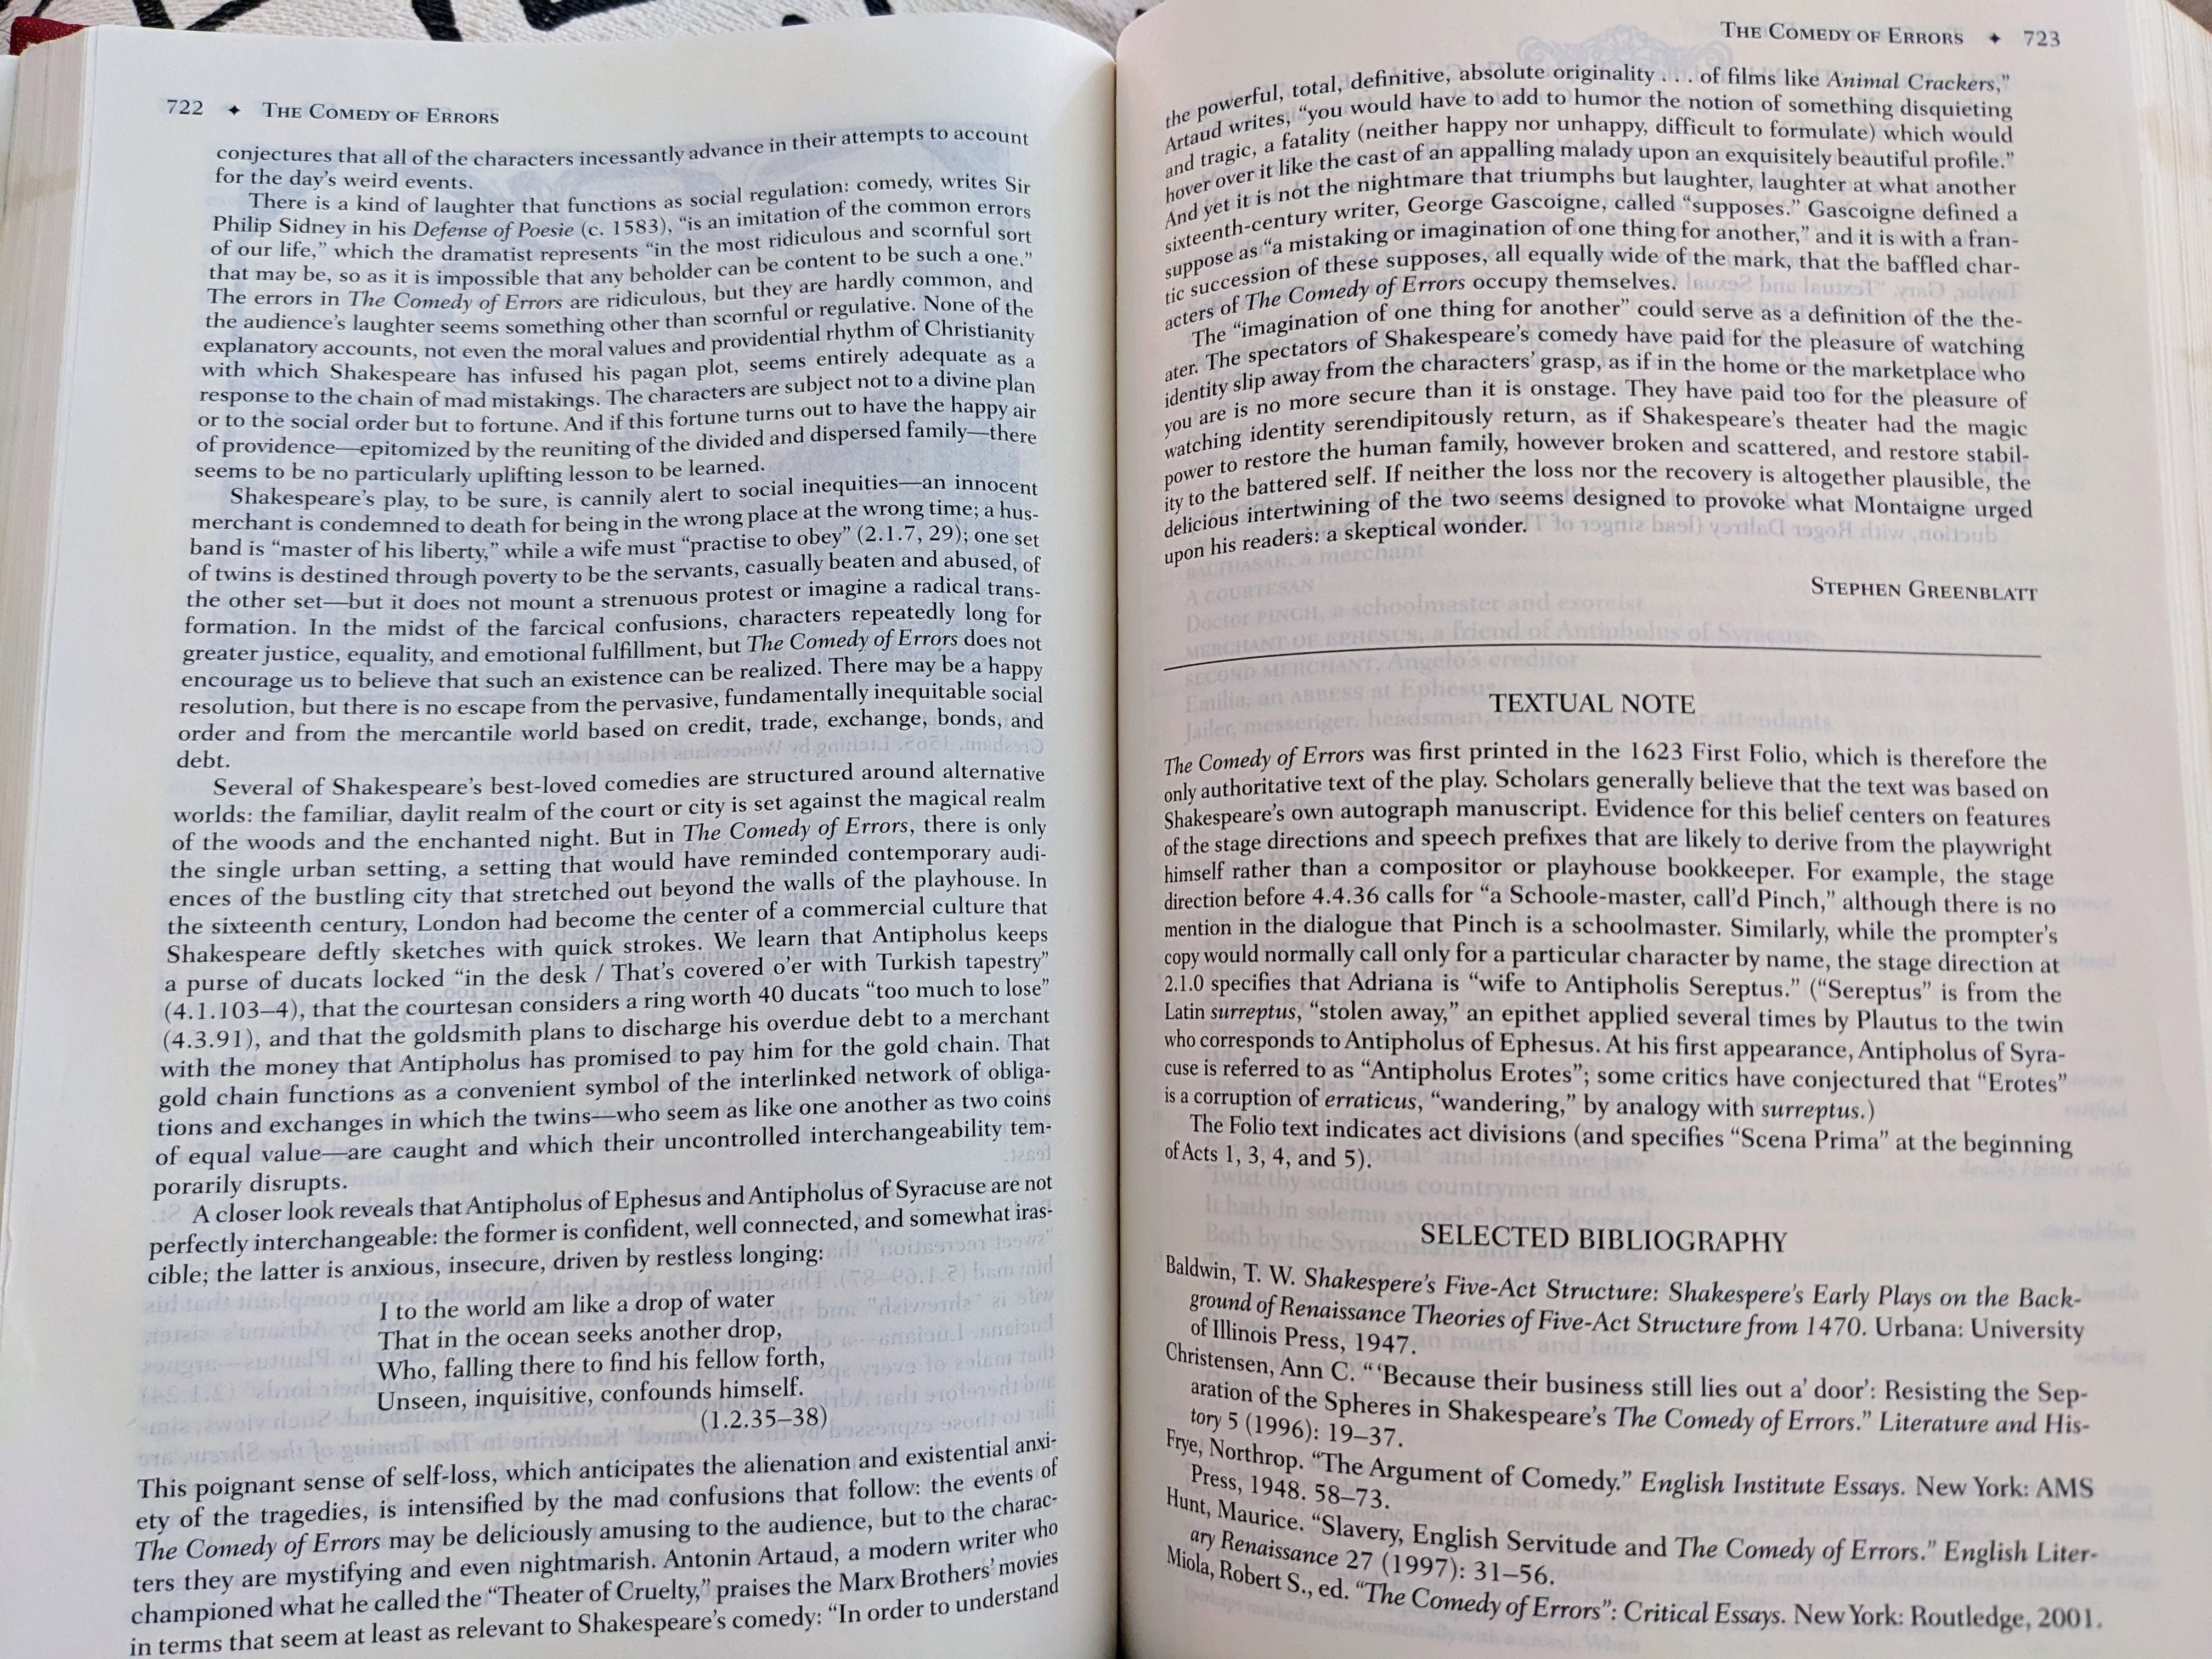 722 ✦ THE COMEDY OF ERRORS
conjectures that all of the characters incessantly advance in their attempts to account
for the day's weird events.
There is a kind of laughter that functions as social regulation: comedy, writes Sir
Philip Sidney in his Defense of Poesie (c. 1583), “is an imitation of the common errors
of our life,” which the dramatist represents “in the most ridiculous and scornful sort
that may be, so as it is impossible that any beholder can be content to be such a one.”
The errors in The Comedy of Errors are ridiculous, but they are hardly common, and
the audience's laughter seems something other than scornful or regulative. None of the
explanatory accounts, not even the moral values and providential rhythm of Christianity
with which Shakespeare has infused his pagan plot, seems entirely adequate as a
response to the chain of mad mistakings. The characters are subject not to a divine plan
or to the social order but to fortune. And if this fortune turns out to have the happy air
of providence—epitomized by the reuniting of the divided and dispersed family—there
seems to be no particularly uplifting lesson to be learned.
Shakespeare's play, to be sure, is cannily alert to social inequities—an innocent
merchant is condemned to death for being in the wrong place at the wrong time; a hus-
band is “master of his liberty,” while a wife must “practise to obey” (2.1.7, 29); one set
of twins is destined through poverty to be the servants, casually beaten and abused, of
the other set—but it does not mount a strenuous protest or imagine a radical trans-
formation. In the midst of the farcical confusions, characters repeatedly long for
greater justice, equality, and emotional fulfillment, but The Comedy of Errors does not
encourage us to believe that such an existence can be realized. There may be a happy
resolution, but there is no escape from the pervasive, fundamentally inequitable social
order and from the mercantile world based on credit, trade, exchange, bonds, and
debt.
Several of Shakespeare's best-loved comedies are structured around alternative
worlds: the familiar, daylit realm of the court or city is set against the magical realm
of the woods and the enchanted night. But in The Comedy of Errors, there is only
the single urban setting, a setting that would have reminded contemporary audi-
ences of the bustling city that stretched out beyond the walls of the playhouse. In
the sixteenth century, London had become the center of a commercial culture that
Shakespeare deftly sketches with quick strokes. We learn that Antipholus keeps
a purse of ducats locked “in the desk / That's covered o'er with Turkish tapestry”
(4.1.103–4), that the courtesan considers a ring worth 40 ducats “too much to lose”
(4.3.91), and that the goldsmith plans to discharge his overdue debt to a merchant
with the money that Antipholus has promised to pay him for the gold chain. That
gold chain functions as a convenient symbol of the interlinked network of obliga-
tions and exchanges in which the twins—who seem as like one another as two coins
of equal value—are caught and which their uncontrolled interchangeability tem-
porarily disrupts.
A closer look reveals that Antipholus of Ephesus and Antipholus of Syracuse are not
perfectly interchangeable: the former is confident, well connected, and somewhat iras-
cible; the latter is anxious, insecure, driven by restless longing:
I to the world am like a drop of water
That in the ocean seeks another drop,
Who, falling there to find his fellow forth,
Unseen, inquisitive, confounds himself.
(1.2.35–38)
This poignant sense of self-loss, which anticipates the alienation and existential anxi-
ety of the tragedies, is intensified by the mad confusions that follow: the events of
The Comedy of Errors may be deliciously amusing to the audience, but to the charac-
ters they are mystifying and even nightmarish. Antonin Artaud, a modern writer who
championed what he called the “Theater of Cruelty,” praises the Marx Brothers' movies
in terms that seem at least as relevant to Shakespeare's comedy: “In order to understand
THE COMEDY OF ERRORS ✦ 723
the powerful, total, definitive, absolute originality . . . of films like Animal Crackers,”
Artaud writes, “you would have to add to humor the notion of something disquieting
and tragic, a fatality (neither happy nor unhappy, difficult to formulate) which would
hover over it like the cast of an appalling malady upon an exquisitely beautiful profile.”
And yet it is not the nightmare that triumphs but laughter, laughter at what another
sixteenth-century writer, George Gascoigne, called “supposes.” Gascoigne defined a
suppose as “a mistaking or imagination of one thing for another,” and it is with a fran-
tic succession of these supposes, all equally wide of the mark, that the baffled char-
acters of The Comedy of Errors occupy themselves.
The “imagination of one thing for another” could serve as a definition of the the-
ater. The spectators of Shakespeare's comedy have paid for the pleasure of watching
identity slip away from the characters' grasp, as if in the home or the marketplace who
you are is no more secure than it is onstage. They have paid too for the pleasure of
watching identity serendipitously return, as if Shakespeare's theater had the magic
power to restore the human family, however broken and scattered, and restore stabil-
ity to the battered self. If neither the loss nor the recovery is altogether plausible, the
delicious intertwining of the two seems designed to provoke what Montaigne urged
upon his readers: a skeptical wonder.
STEPHEN GREENBLATT
TEXTUAL NOTE
The Comedy of Errors was first printed in the 1623 First Folio, which is therefore the
only authoritative text of the play. Scholars generally believe that the text was based on
Shakespeare's own autograph manuscript. Evidence for this belief centers on features
of the stage directions and speech prefixes that are likely to derive from the playwright
himself rather than a compositor or playhouse bookkeeper. For example, the stage
direction before 4.4.36 calls for “a Schoole-master, call'd Pinch,” although there is no
mention in the dialogue that Pinch is a schoolmaster. Similarly, while the prompter's
copy would normally call only for a particular character by name, the stage direction at
2.1.0 specifies that Adriana is “wife to Antipholis Sereptus.” (“Sereptus” is from the
Latin surreptus, “stolen away,” an epithet applied several times by Plautus to the twin
who corresponds to Antipholus of Ephesus. At his first appearance, Antipholus of Syra-
cuse is referred to as “Antipholus Erotes”; some critics have conjectured that “Erotes”
is a corruption of erraticus, “wandering,” by analogy with surreptus.)
The Folio text indicates act divisions (and specifies “Scena Prima” at the beginning
of Acts 1, 3, 4, and 5).
SELECTED BIBLIOGRAPHY
Baldwin, T. W. Shakespere's Five-Act Structure: Shakespere's Early Plays on the Back-
ground of Renaissance Theories of Five-Act Structure from 1470. Urbana: University
of Illinois Press, 1947.
Christensen, Ann C. “ ‘Because their business still lies out a' door’: Resisting the Sep-
aration of the Spheres in Shakespeare's The Comedy of Errors.” Literature and His-
tory 5 (1996): 19–37.
Frye, Northrop. “The Argument of Comedy.” English Institute Essays. New York: AMS
Press, 1948. 58–73.
Hunt, Maurice. “Slavery, English Servitude and The Comedy of Errors.” English Liter-
ary Renaissance 27 (1997): 31–56.
Miola, Robert S., ed. “The Comedy of Errors”: Critical Essays. New York: Routledge, 2001.